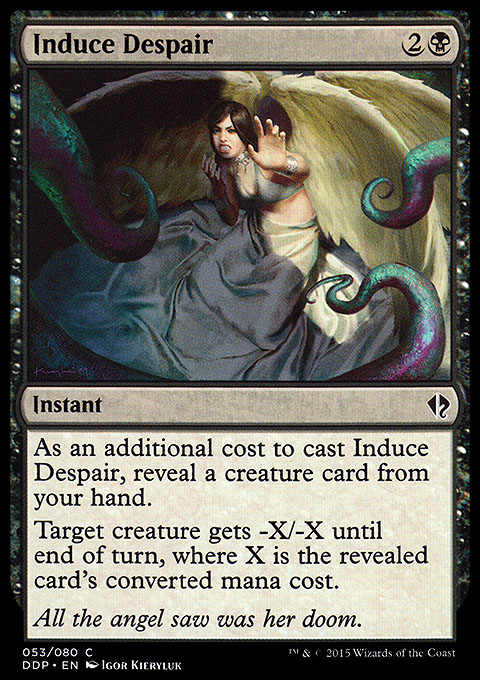 Induce Despair 2
Instant
As an additional cost to cast Induce
Despair, reveal a creature card from
your hand.
Target creature gets -X/-X until
end of turn, where X is the revealed
card's converted mana cost.
All the angel saw was her doom.
053/080 C
DDP • EN Igor Kieryluk
™ & © 2015 Wizards of the Coast